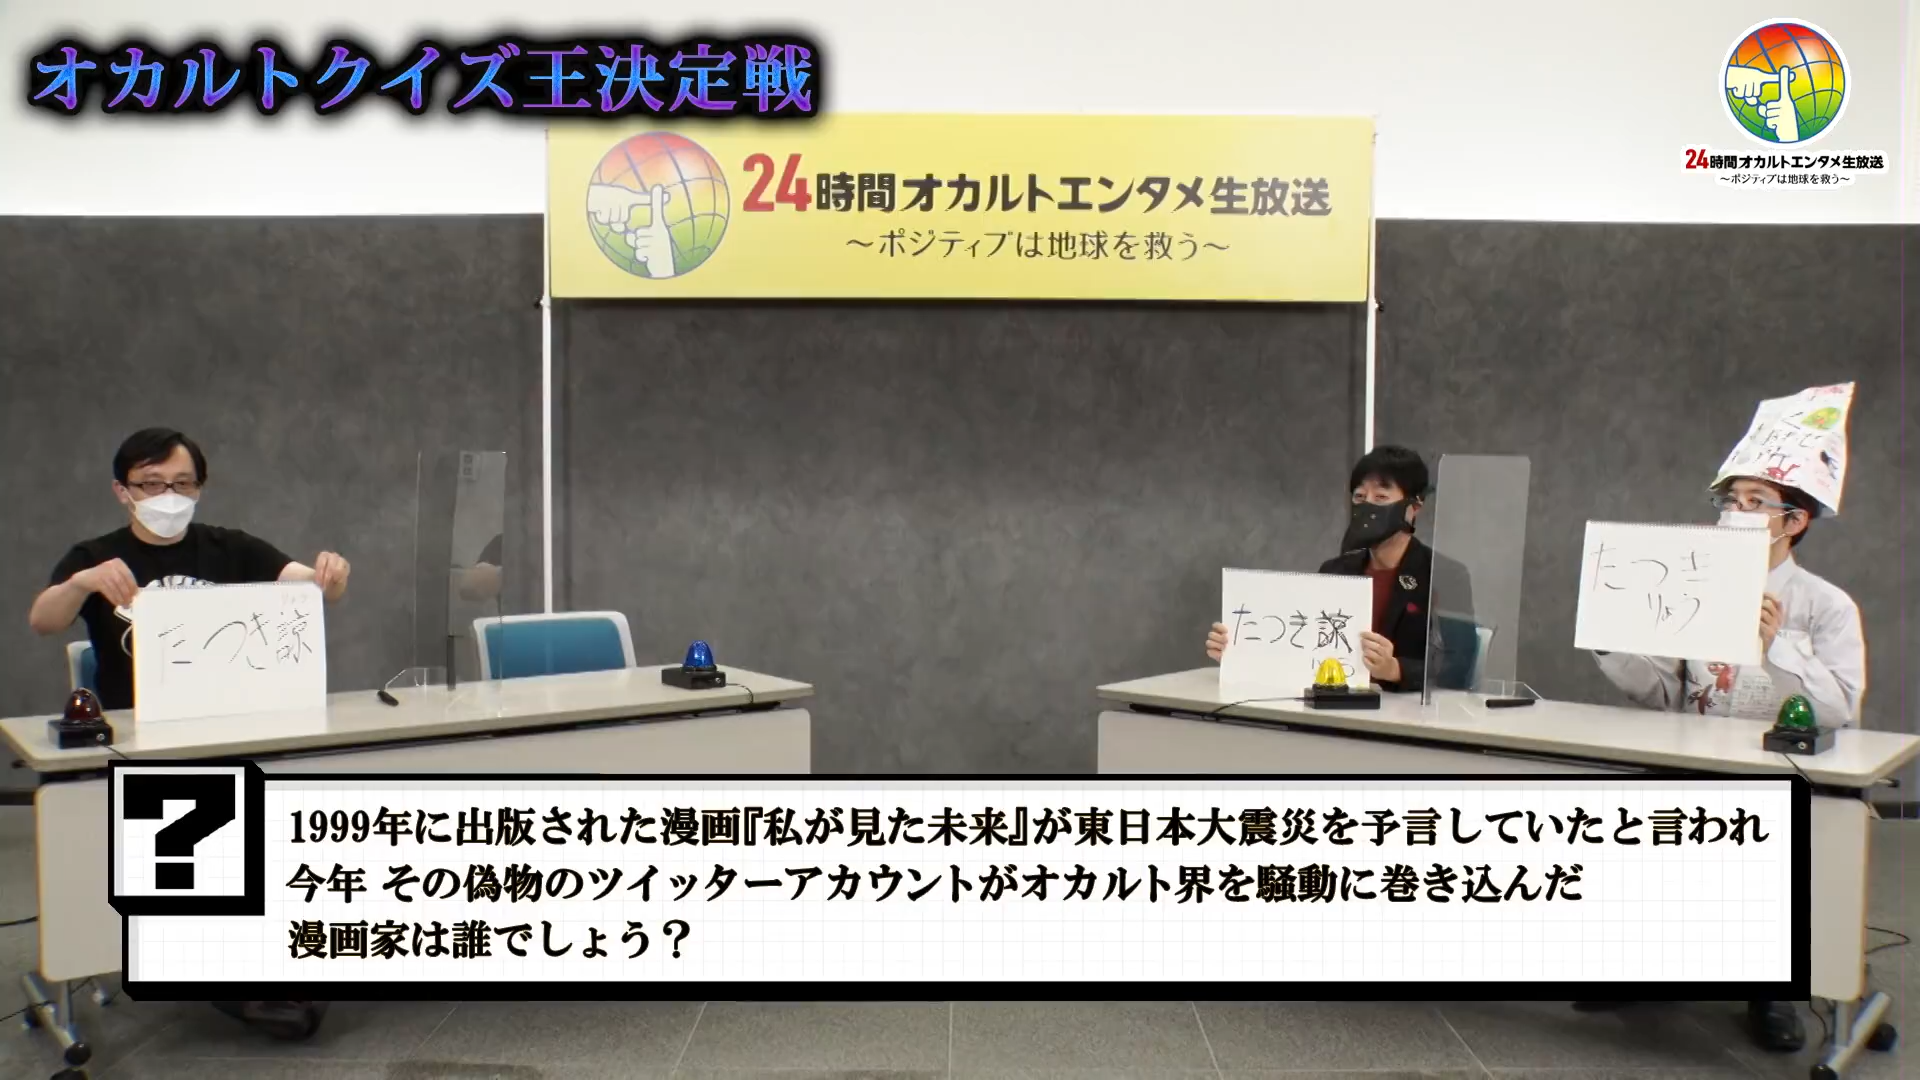 オカルトクイズ王決定戦
24時間オカルトエンタメ生放送
～ポジティブは地球を救う～
24時間オカルトエンタメ生放送
～ポジティブは地球を救う～
たつき諒
りょう
たつき諒
たつき
りょう
1999年に出版された漫画『私が見た未来』が東日本大震災を予言していたと言われ
今年 その偽物のツイッターアカウントがオカルト界を騒動に巻き込んだ
漫画家は誰でしょう？